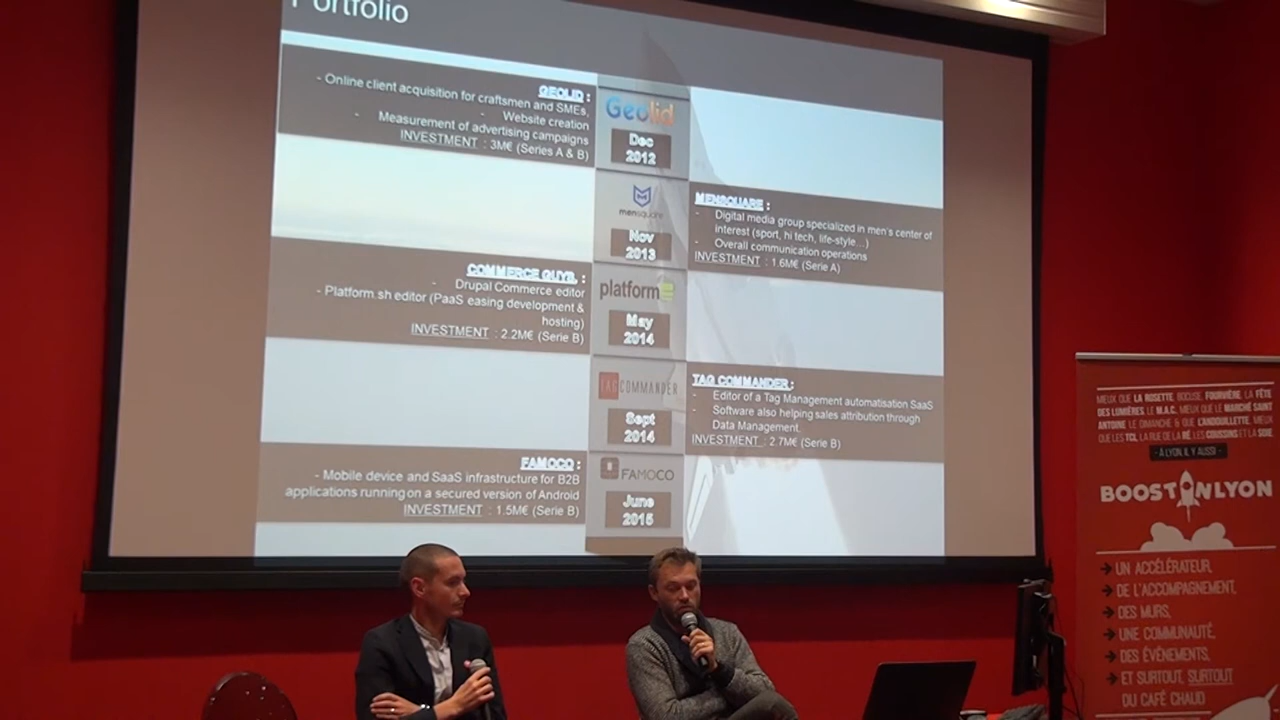 Portfolio
GEOLID :
- Online client acquisition for craftsmen and SMEs,
- Website creation
- Measurement of advertising campaigns
INVESTMENT : 3M€ (Series A & B)
Geolid
Dec
2012
mensquare
Nov
2013
MENSQUARE :
- Digital media group specialized in men's center of
interest (sport, hi tech, life-style…)
- Overall communication operations
INVESTMENT : 1.6M€ (Serie A)
COMMERCE GUYS :
- Drupal Commerce editor
- Platform.sh editor (PaaS easing development &
hosting)
INVESTMENT : 2.2M€ (Serie B)
platform
May
2014
TAG COMMANDER
Sept
2014
TAG COMMANDER :
- Editor of a Tag Management automatisation SaaS
- Software also helping sales attribution through
Data Management.
INVESTMENT : 2.7M€ (Serie B)
FAMOCO :
- Mobile device and SaaS infrastructure for B2B
applications running on a secured version of Android
INVESTMENT : 1.5M€ (Serie B)
FAMOCO
June
2015
MIEUX QUE LA ROSETTE, BOCUSE, FOURVIÈRE, LA FÊTE
DES LUMIÈRES, LE M.A.C., MIEUX QUE LE MARCHÉ SAINT
ANTOINE LE DIMANCHE & QUE L'ANDOUILLETTE, MIEUX
QUE LES TCL, LA RUE DE LA RÉ, LES COUSSINS ET LA SOIE
- À LYON, IL Y AUSSI -
BOOST IN LYON
→ UN ACCÉLÉRATEUR,
→ DE L'ACCOMPAGNEMENT,
→ DES MURS,
→ UNE COMMUNAUTÉ,
→ DES ÉVÉNEMENTS,
→ ET SURTOUT, SURTOUT
DU CAFÉ CHAUD